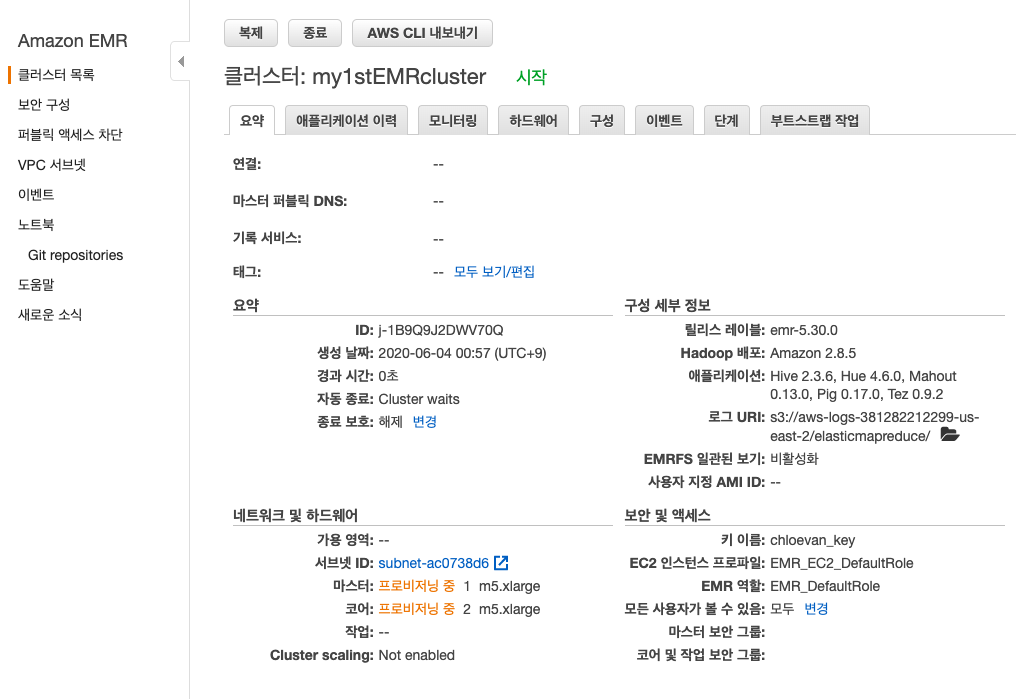 Amazon EMR
클러스터 목록
보안 구성
퍼블릭 액세스 차단
VPC 서브넷
이벤트
노트북
Git repositories
도움말
새로운 소식
복제 종료 AWS CLI 내보내기
클러스터: my1stEMRcluster 시작
요약 애플리케이션 이력 모니터링 하드웨어 구성 이벤트 단계 부트스트랩 작업
연결: --
마스터 퍼블릭 DNS: --
기록 서비스: --
태그: -- 모두 보기/편집
요약
ID: j-1B9Q9J2DWV70Q
생성 날짜: 2020-06-04 00:57 (UTC+9)
경과 시간: 0초
자동 종료: Cluster waits
종료 보호: 해제 변경
구성 세부 정보
릴리스 레이블: emr-5.30.0
Hadoop 배포: Amazon 2.8.5
애플리케이션: Hive 2.3.6, Hue 4.6.0, Mahout
0.13.0, Pig 0.17.0, Tez 0.9.2
로그 URI: s3://aws-logs-381282212299-us-
east-2/elasticmapreduce/
EMRFS 일관된 보기: 비활성화
사용자 지정 AMI ID: --
네트워크 및 하드웨어
가용 영역: --
서브넷 ID: subnet-ac0738d6
마스터: 프로비저닝 중 1 m5.xlarge
코어: 프로비저닝 중 2 m5.xlarge
작업: --
Cluster scaling: Not enabled
보안 및 액세스
키 이름: chloevan_key
EC2 인스턴스 프로파일: EMR_EC2_DefaultRole
EMR 역할: EMR_DefaultRole
모든 사용자가 볼 수 있음: 모두 변경
마스터 보안 그룹:
코어 및 작업 보안 그룹: